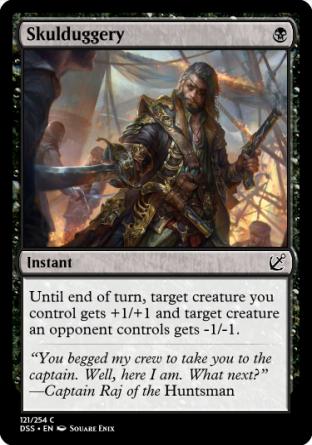 Skulduggery
Instant
Until end of turn, target creature you
control gets +1/+1 and target creature
an opponent controls gets -1/-1.
“You begged my crew to take you to the
captain. Well, here I am. What next?”
—Captain Raj of the Huntsman
121/254 C
DSS • EN Square Enix